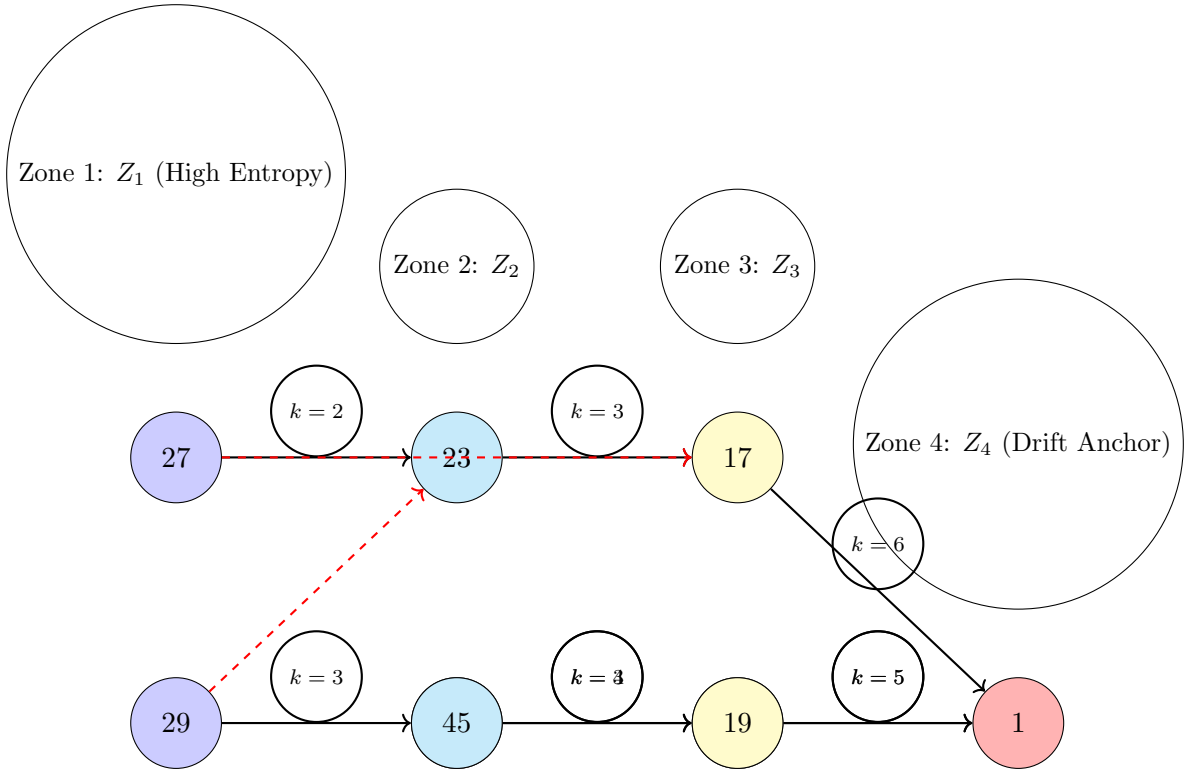 Zone 1: Z₁ (High Entropy)
Zone 2: Z₂
Zone 3: Z₃
Zone 4: Z₄ (Drift Anchor)
k = 2
k = 3
27
23
17
k = 6
k = 3
k =
k = 5
29
45
19
1